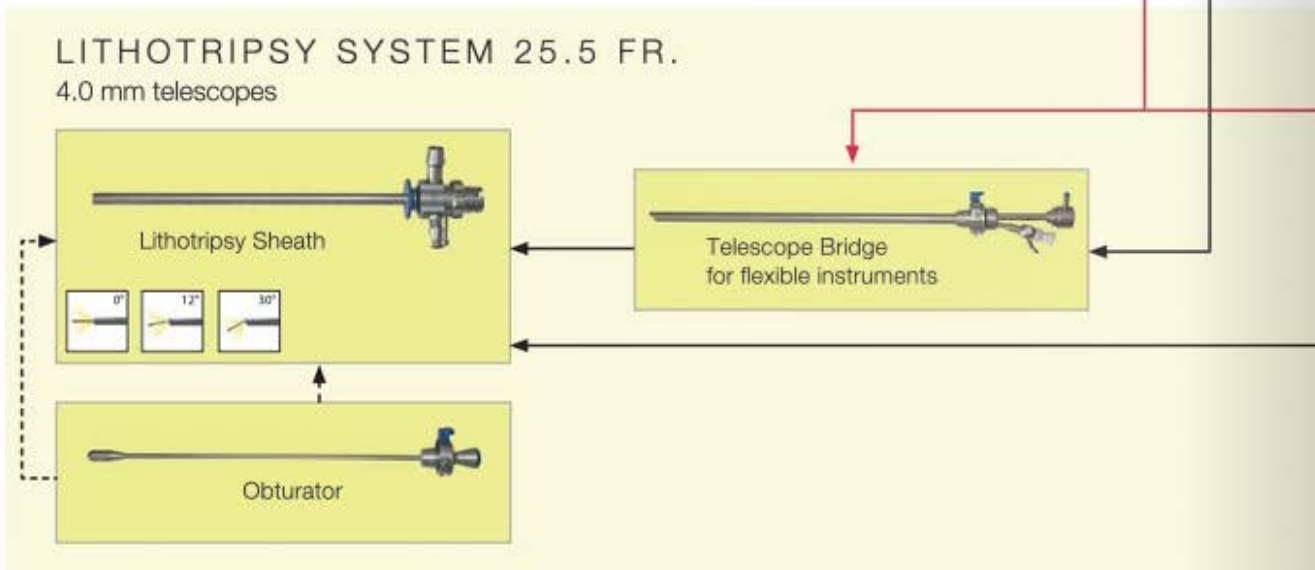 LITHOTRIPSY SYSTEM 25.5 FR.
4.0 mm telescopes
Lithotripsy Sheath
0° 12° 30°
Telescope Bridge
for flexible instruments
Obturator